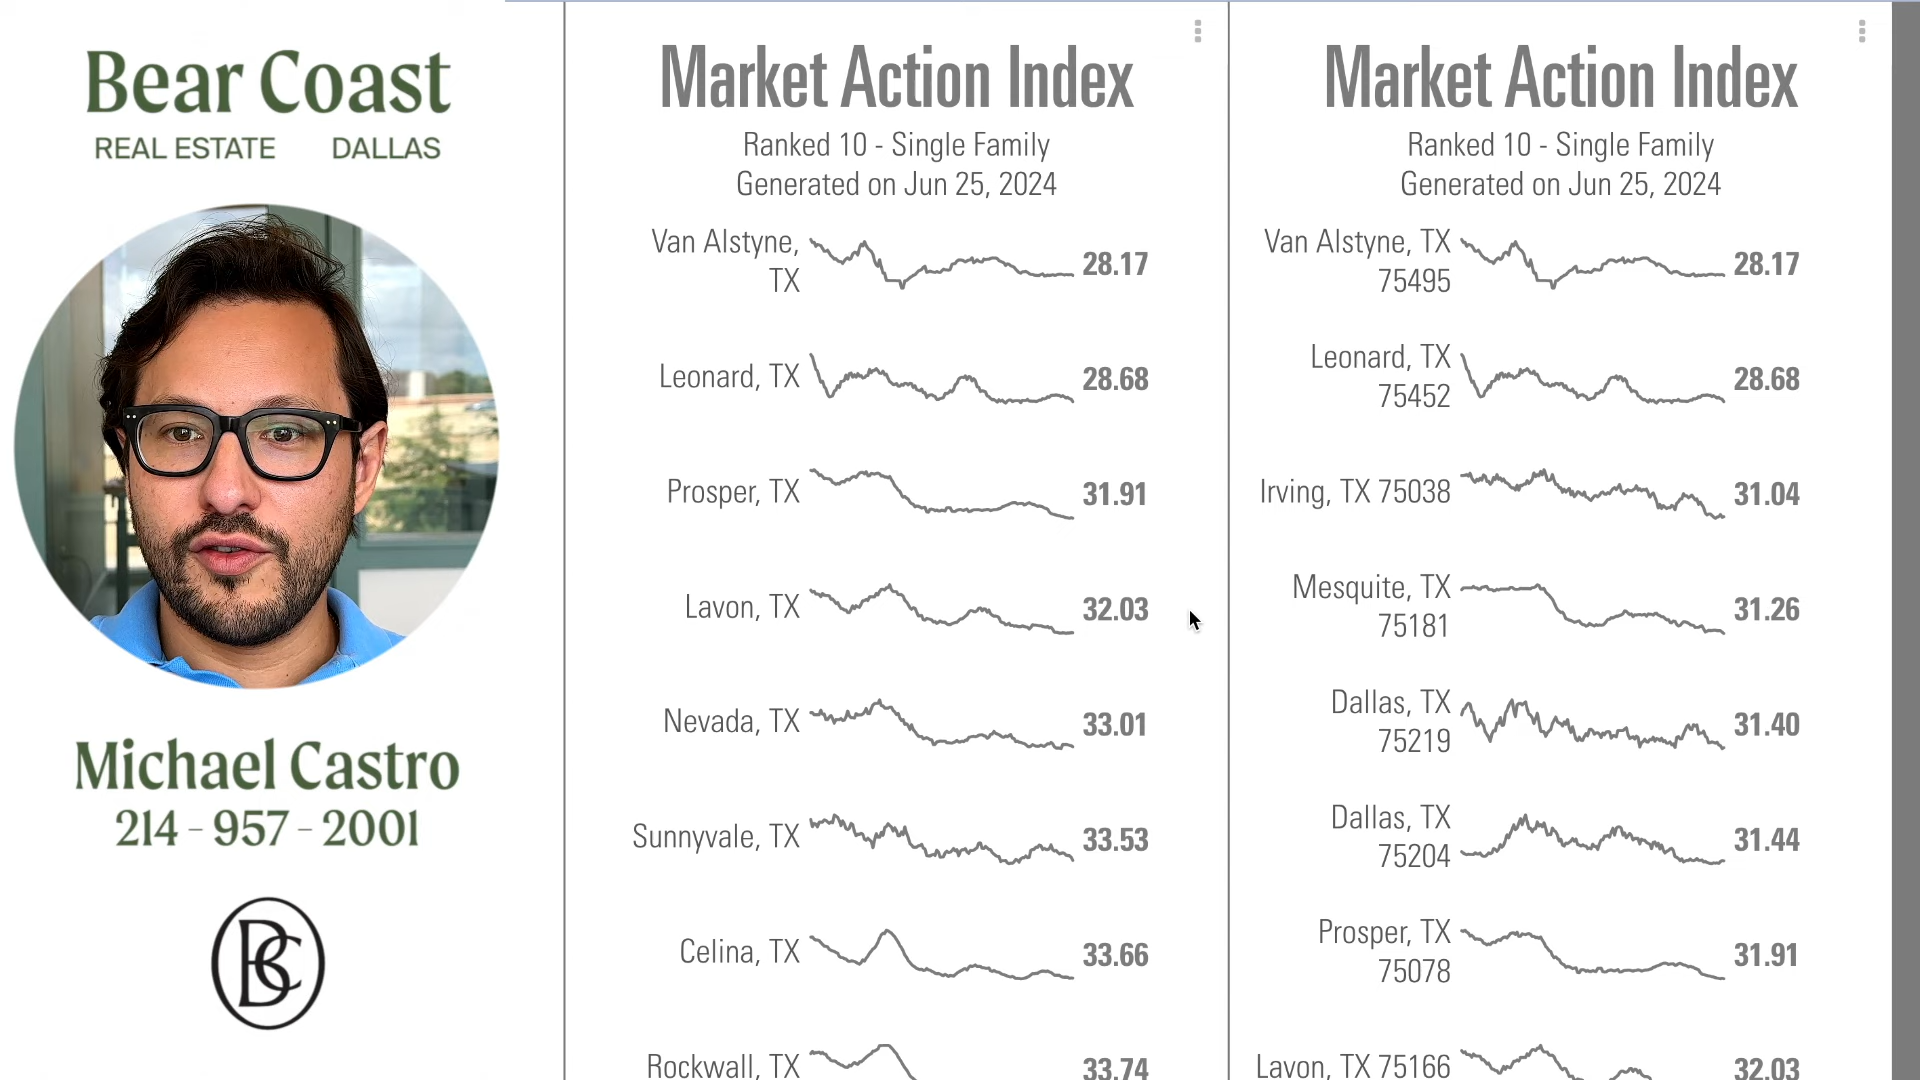 Bear Coast
REAL ESTATE DALLAS
Michael Castro
214 - 957 - 2001
BC
Market Action Index
Ranked 10 - Single Family
Generated on Jun 25, 2024
Van Alstyne,
TX
28.17
Leonard, TX 28.68
Prosper, TX 31.91
Lavon, TX 32.03
Nevada, TX 33.01
Sunnyvale, TX 33.53
Celina, TX 33.66
Rockwall, TX 33.74
Market Action Index
Ranked 10 - Single Family
Generated on Jun 25, 2024
Van Alstyne, TX
75495
28.17
Leonard, TX
75452
28.68
Irving, TX 75038 31.04
Mesquite, TX
75181
31.26
Dallas, TX
75219
31.40
Dallas, TX
75204
31.44
Prosper, TX
75078
31.91
Lavon, TX 75166 32.03